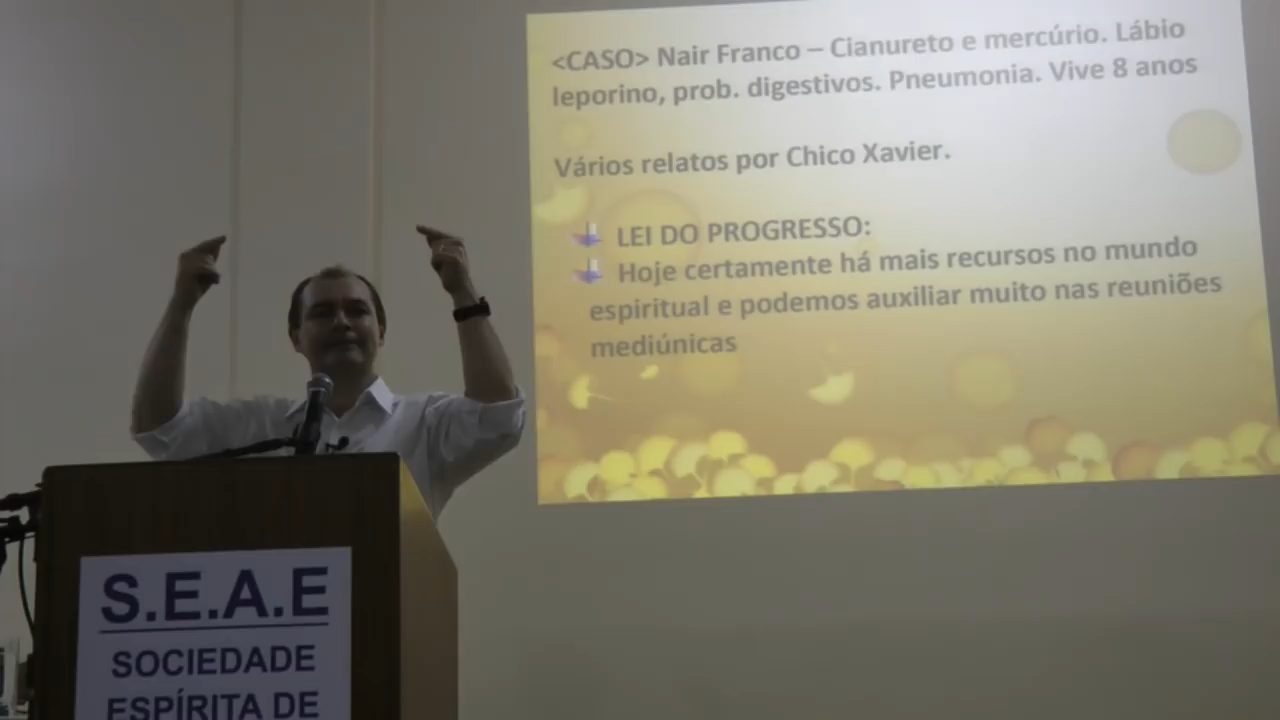 <CASO> Nair Franco – Cianureto e mercúrio. Lábio
leporino, prob. digestivos. Pneumonia. Vive 8 anos
Vários relatos por Chico Xavier.
LEI DO PROGRESSO:
Hoje certamente há mais recursos no mundo
espiritual e podemos auxiliar muito nas reuniões
mediúnicas
S.E.A.E
SOCIEDADE
ESPÍRITA DE